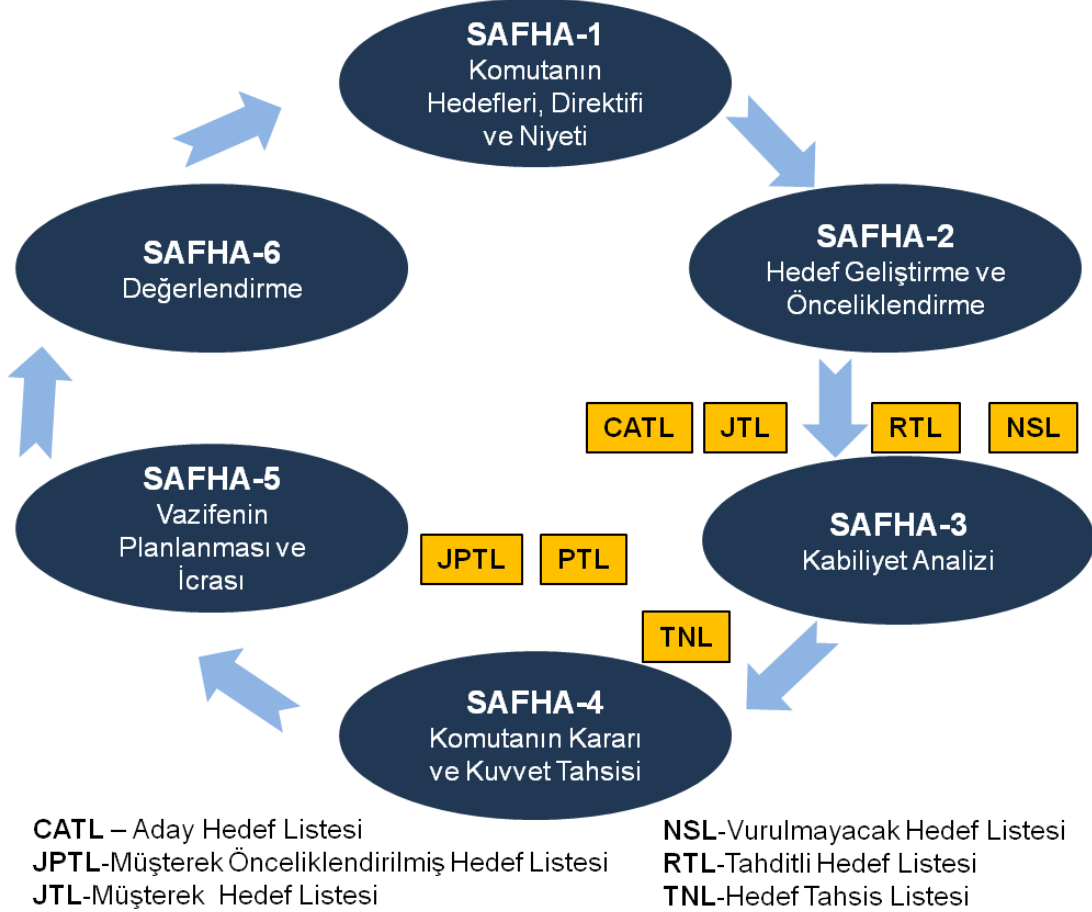 SAFHA-1
Komutanın
Hedefleri, Direktifi
ve Niyeti
SAFHA-2
Hedef Geliştirme ve
Önceliklendirme
CATL
JTL
RTL
NSL
SAFHA-3
Kabiliyet Analizi
TNL
SAFHA-4
Komutanın Kararı
ve Kuvvet Tahsisi
JPTL
PTL
SAFHA-5
Vazifenin
Planlanması ve
İcrası
SAFHA-6
Değerlendirme
CATL – Aday Hedef Listesi
JPTL-Müşterek Önceliklendirilmiş Hedef Listesi
JTL-Müşterek Hedef Listesi
NSL-Vurulmayacak Hedef Listesi
RTL-Tahditli Hedef Listesi
TNL-Hedef Tahsis Listesi